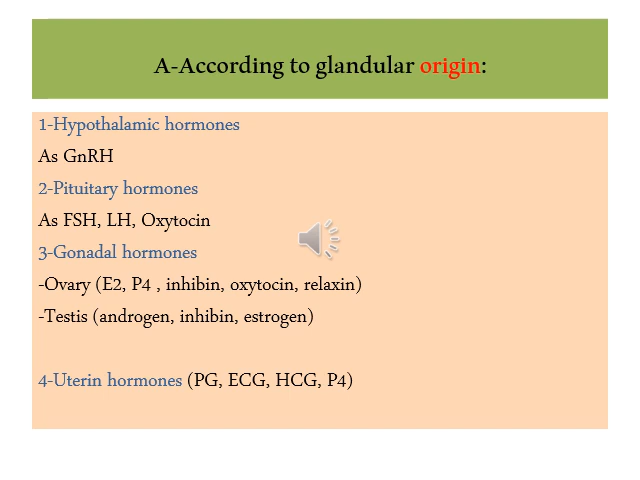 A-According to glandular origin:
1-Hypothalamic hormones
As GnRH
2-Pituitary hormones
As FSH, LH, Oxytocin
3-Gonadal hormones
-Ovary (E2, P4 , inhibin, oxytocin, relaxin)
-Testis (androgen, inhibin, estrogen)
4-Uterin hormones (PG, ECG, HCG, P4)